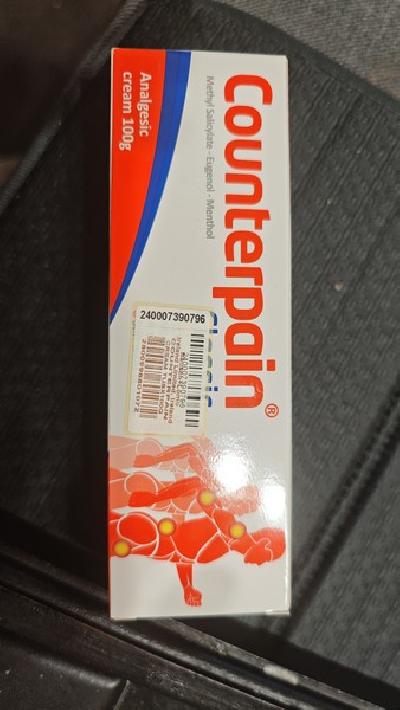 Counterpain®
Methyl Salicylate - Eugenol - Menthol
Analgesic
cream 100g
240007390796